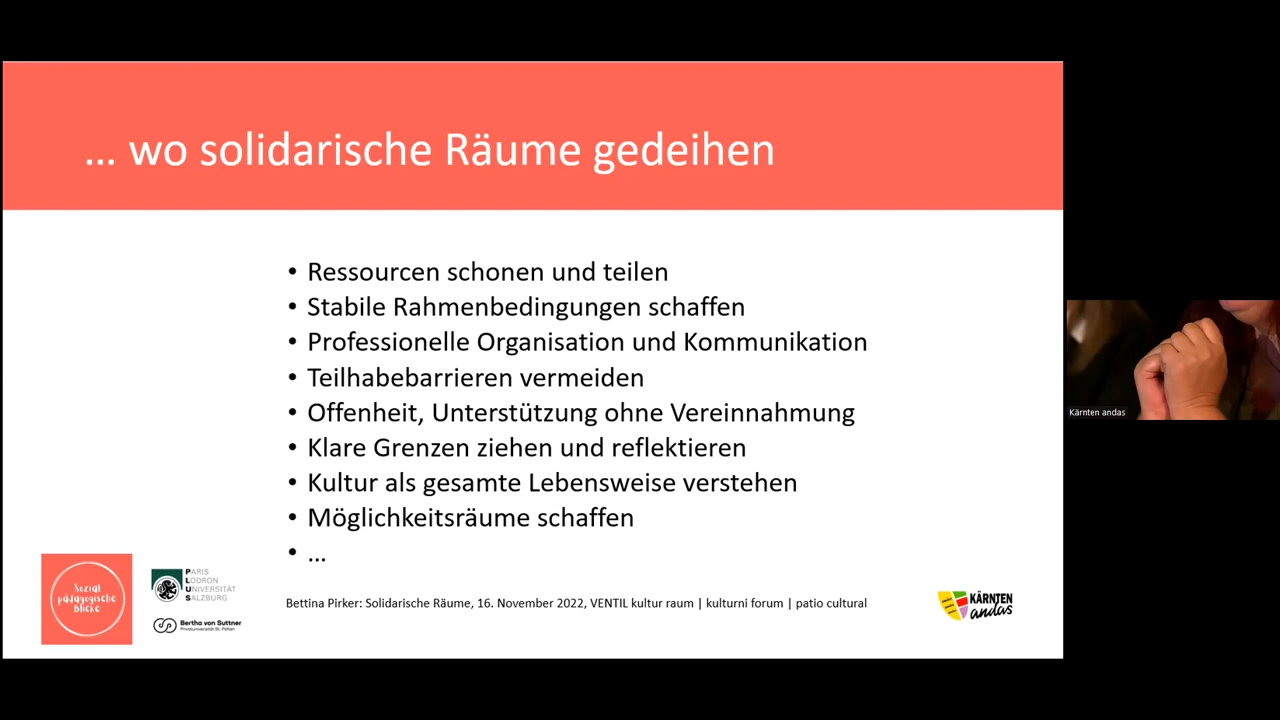 ... wo solidarische Räume gedeihen
• Ressourcen schonen und teilen
• Stabile Rahmenbedingungen schaffen
• Professionelle Organisation und Kommunikation
• Teilhabebarrieren vermeiden
• Offenheit, Unterstützung ohne Vereinnahmung
• Klare Grenzen ziehen und reflektieren
• Kultur als gesamte Lebensweise verstehen
• Möglichkeitsräume schaffen
• ...
Kärnten andas
Sozial
pädagogische
Blicke
PARIS
LODRON
UNIVERSITÄT
SALZBURG
Bertha von Suttner
Privatuniversität St. Pölten
Bettina Pirker: Solidarische Räume, 16. November 2022, VENTIL kultur raum | kulturni forum | patio cultural
KÄRNTEN
andas